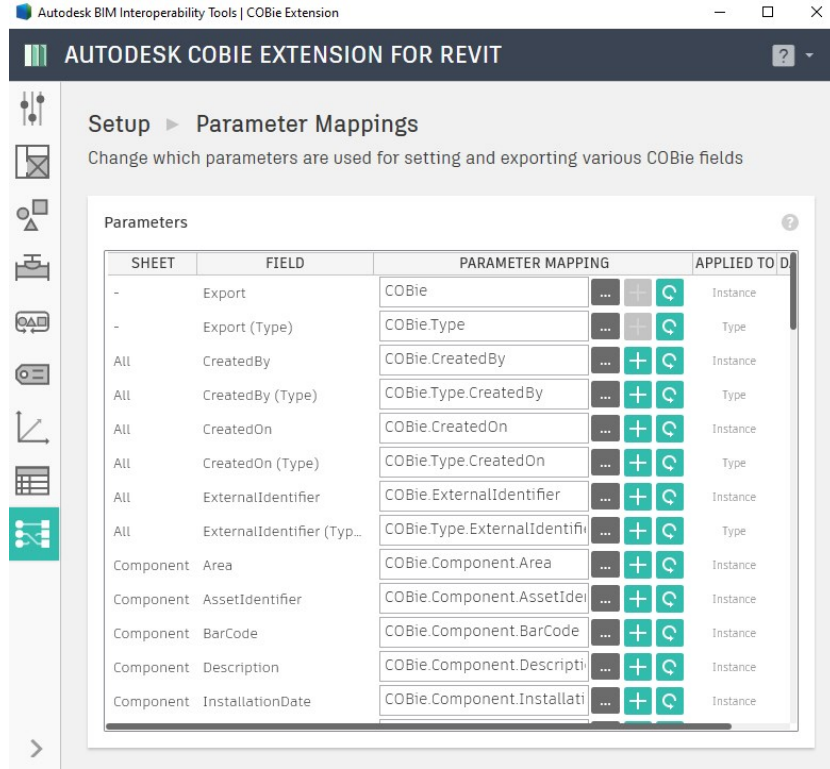 Autodesk BIM Interoperability Tools | COBie Extension
AUTODESK COBIE EXTENSION FOR REVIT
Setup ▶ Parameter Mappings
Change which parameters are used for setting and exporting various COBie fields
Parameters
SHEET FIELD PARAMETER MAPPING APPLIED TO D
- Export COBie ... + Instance
- Export (Type) COBie.Type ... + Type
All CreatedBy COBie.CreatedBy ... + Instance
All CreatedBy (Type) COBie.Type.CreatedBy ... + Type
All CreatedOn COBie.CreatedOn ... + Instance
All CreatedOn (Type) COBie.Type.CreatedOn ... + Type
All ExternalIdentifier COBie.ExternalIdentifier ... + Instance
All ExternalIdentifier (Typ... COBie.Type.ExternalIdentifi ... + Type
Component Area COBie.Component.Area ... + Instance
Component AssetIdentifier COBie.Component.AssetIde ... + Instance
Component BarCode COBie.Component.BarCode ... + Instance
Component Description COBie.Component.Descripti ... + Instance
Component InstallationDate COBie.Component.Installati ... + Instance